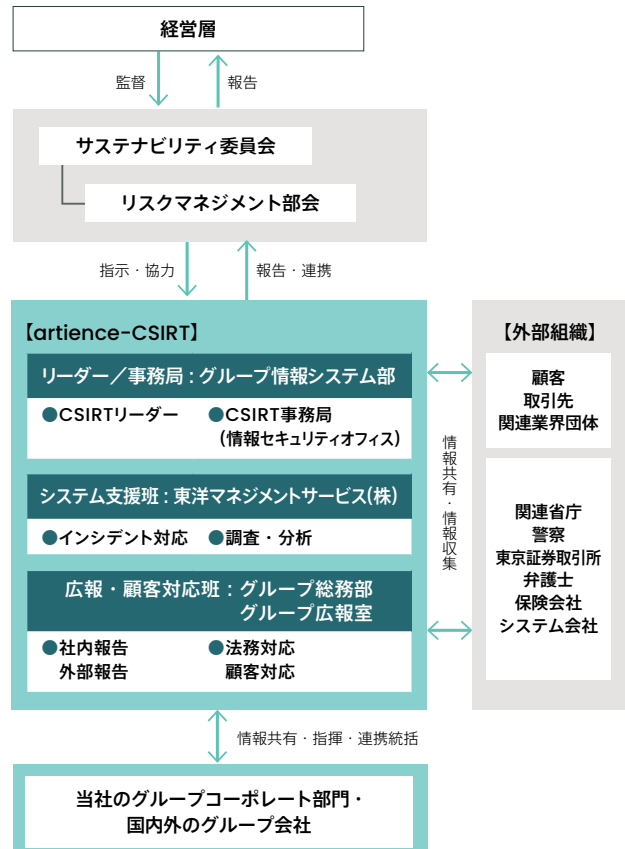 経営層
監督
報告
サステナビリティ委員会
リスクマネジメント部会
指示・協力
報告・連携
【artience-CSIRT】
リーダー／事務局：グループ情報システム部
●CSIRTリーダー
●CSIRT事務局
(情報セキュリティオフィス)
システム支援班：東洋マネジメントサービス(株)
●インシデント対応
●調査・分析
広報・顧客対応班：グループ総務部
グループ広報室
●社内報告
外部報告
●法務対応
顧客対応
情報共有・情報収集
【外部組織】
顧客
取引先
関連業界団体
関連省庁
警察
東京証券取引所
弁護士
保険会社
システム会社
情報共有・指揮・連携統括
当社のグループコーポレート部門・
国内外のグループ会社